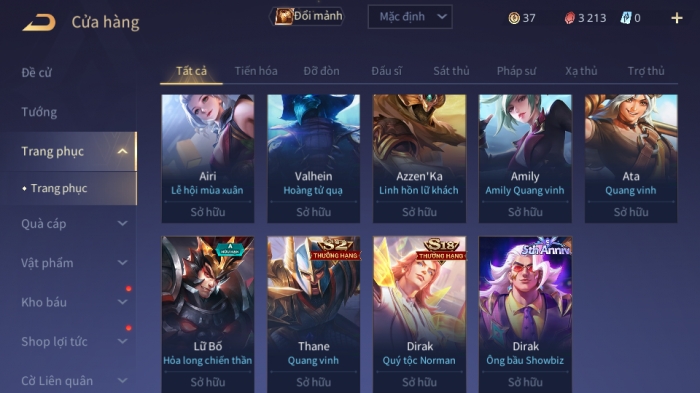 Cửa hàng
Đổi mảnh
Mặc định
37
3 213
0
Đề cử
Tướng
Trang phục
Trang phục
Quà cáp
Vật phẩm
Kho báu
Shop lợi tức
Cờ Liên quân
Tất cả
Tiến hóa
Đỡ đòn
Đấu sĩ
Sát thủ
Pháp sư
Xạ thủ
Trợ thủ
Airi
Lễ hội mùa xuân
Sở hữu
Valhein
Hoàng tử quạ
Sở hữu
Azzen'Ka
Linh hồn lữ khách
Sở hữu
Amily
Amily Quang vinh
Sở hữu
Ata
Quang vinh
Sở hữu
A
Lữ Bố
Hỏa long chiến thần
Sở hữu
S2
THƯỞNG HẠNG
Thane
Quang vinh
Sở hữu
S18
THƯỞNG HẠNG
Dirak
Quý tộc Norman
Sở hữu
5th Anniv
Dirak
Ông bầu Showbiz
Sở hữu